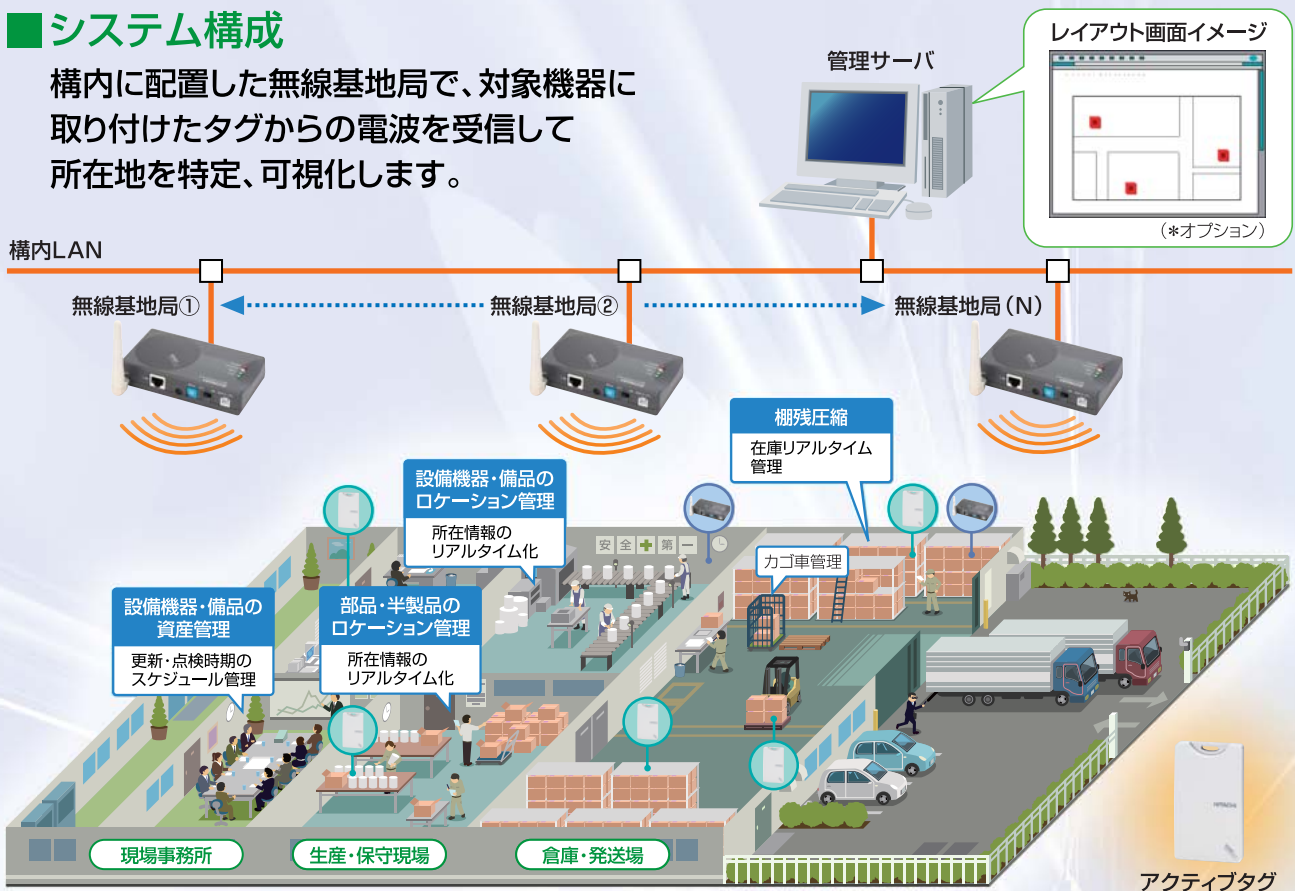 ■システム構成
構内に配置した無線基地局で、対象機器に
取り付けたタグからの電波を受信して
所在地を特定、可視化します。
管理サーバ
レイアウト画面イメージ
(*オプション)
構内LAN
無線基地局①
無線基地局②
無線基地局(N)
棚残圧縮
在庫リアルタイム
管理
設備機器・備品の
ロケーション管理
所在情報の
リアルタイム化
安全✚第一
カゴ車管理
設備機器・備品の
資産管理
更新・点検時期の
スケジュール管理
部品・半製品の
ロケーション管理
所在情報の
リアルタイム化
HITACHI
現場事務所
生産・保守現場
倉庫・発送場
アクティブタグ